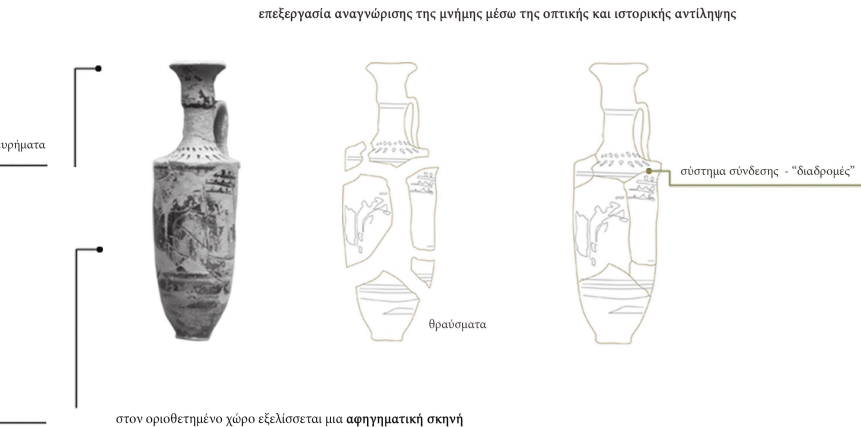 επεξεργασία αναγνώρισης της μνήμης μέσω της οπτικής και ιστορικής αντίληψης
υρήματα
σύστημα σύνδεσης - “διαδρομές”
θραύσματα
στον οριοθετημένο χώρο εξελίσσεται μια αφηγηματική σκηνή